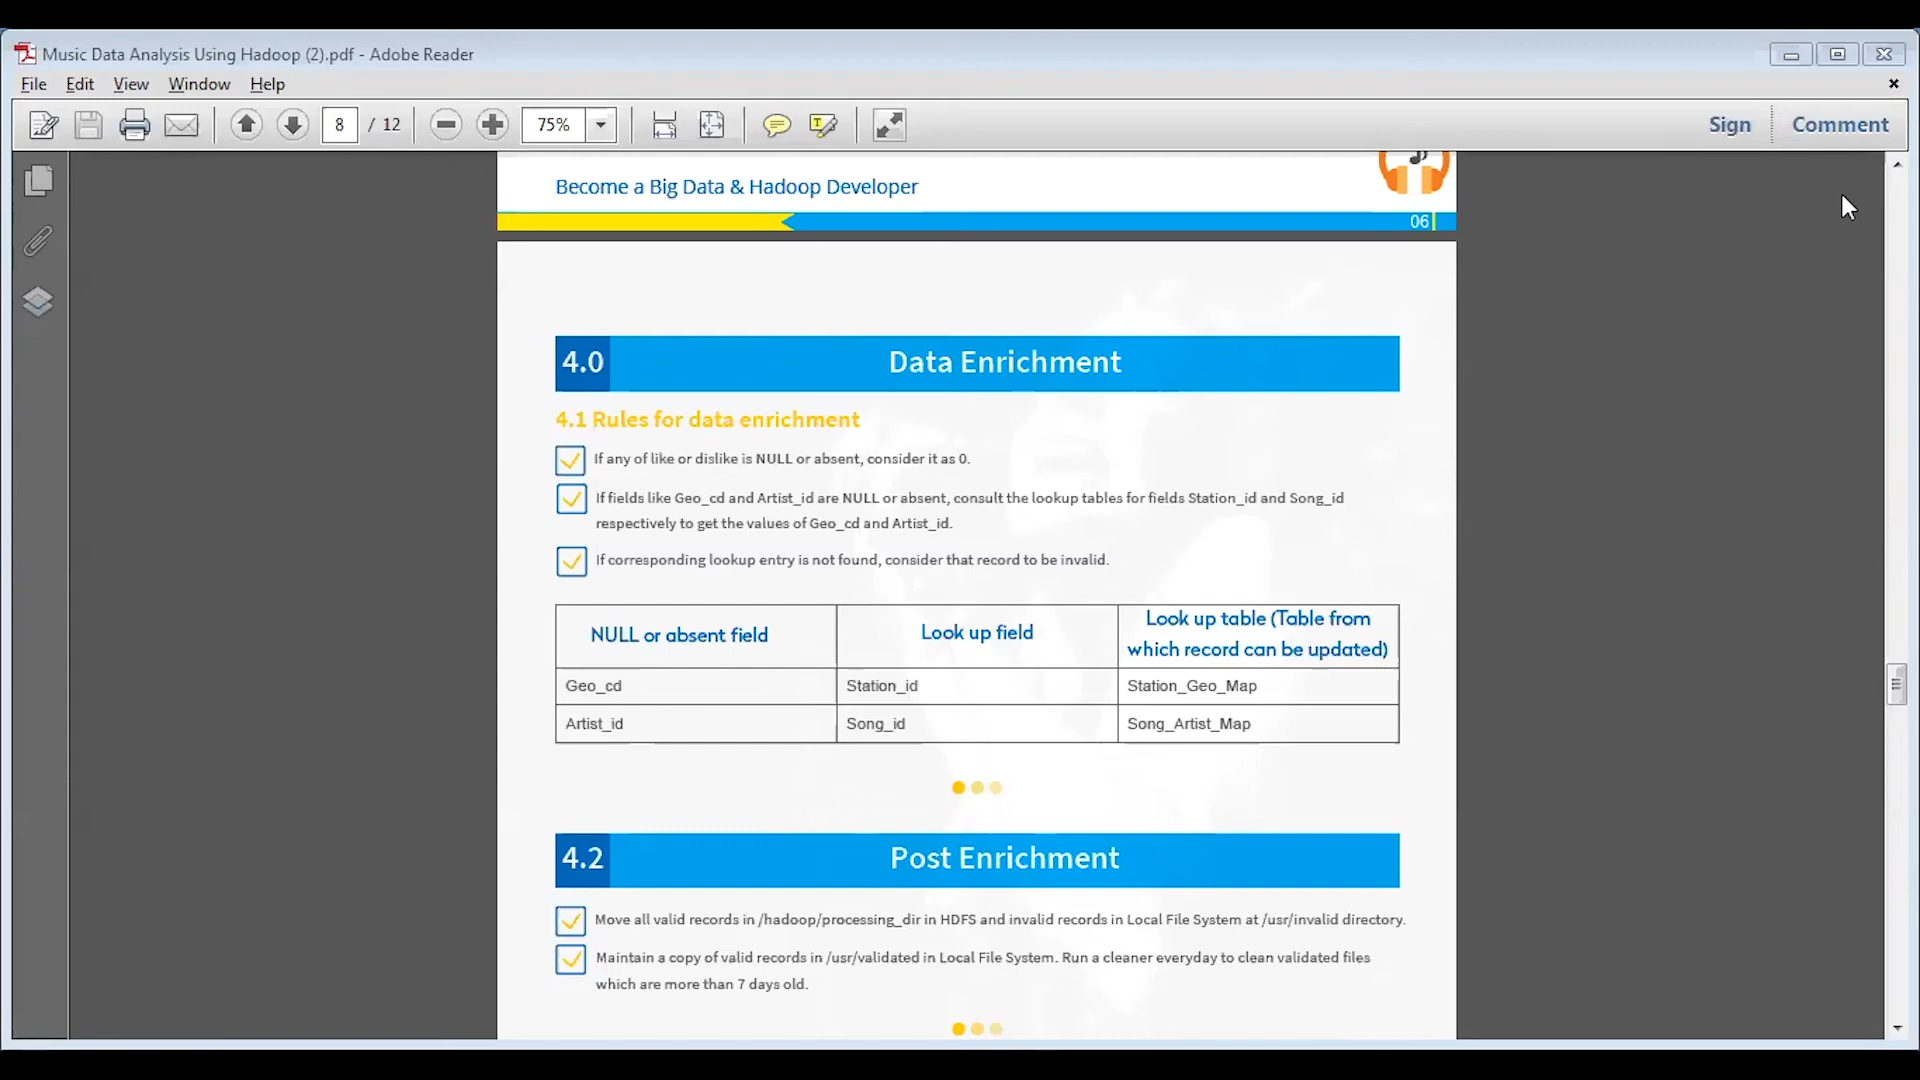 Music Data Analysis Using Hadoop (2).pdf - Adobe Reader
File Edit View Window Help
8 / 12 75% Sign Comment
Become a Big Data & Hadoop Developer
06
4.0 Data Enrichment
4.1 Rules for data enrichment
If any of like or dislike is NULL or absent, consider it as 0.
If fields like Geo_cd and Artist_id are NULL or absent, consult the lookup tables for fields Station_id and Song_id
respectively to get the values of Geo_cd and Artist_id.
If corresponding lookup entry is not found, consider that record to be invalid.
NULL or absent field Look up field Look up table (Table from
which record can be updated)
Geo_cd Station_id Station_Geo_Map
Artist_id Song_id Song_Artist_Map
4.2 Post Enrichment
Move all valid records in /hadoop/processing_dir in HDFS and invalid records in Local File System at /usr/invalid directory.
Maintain a copy of valid records in /usr/validated in Local File System. Run a cleaner everyday to clean validated files
which are more than 7 days old.